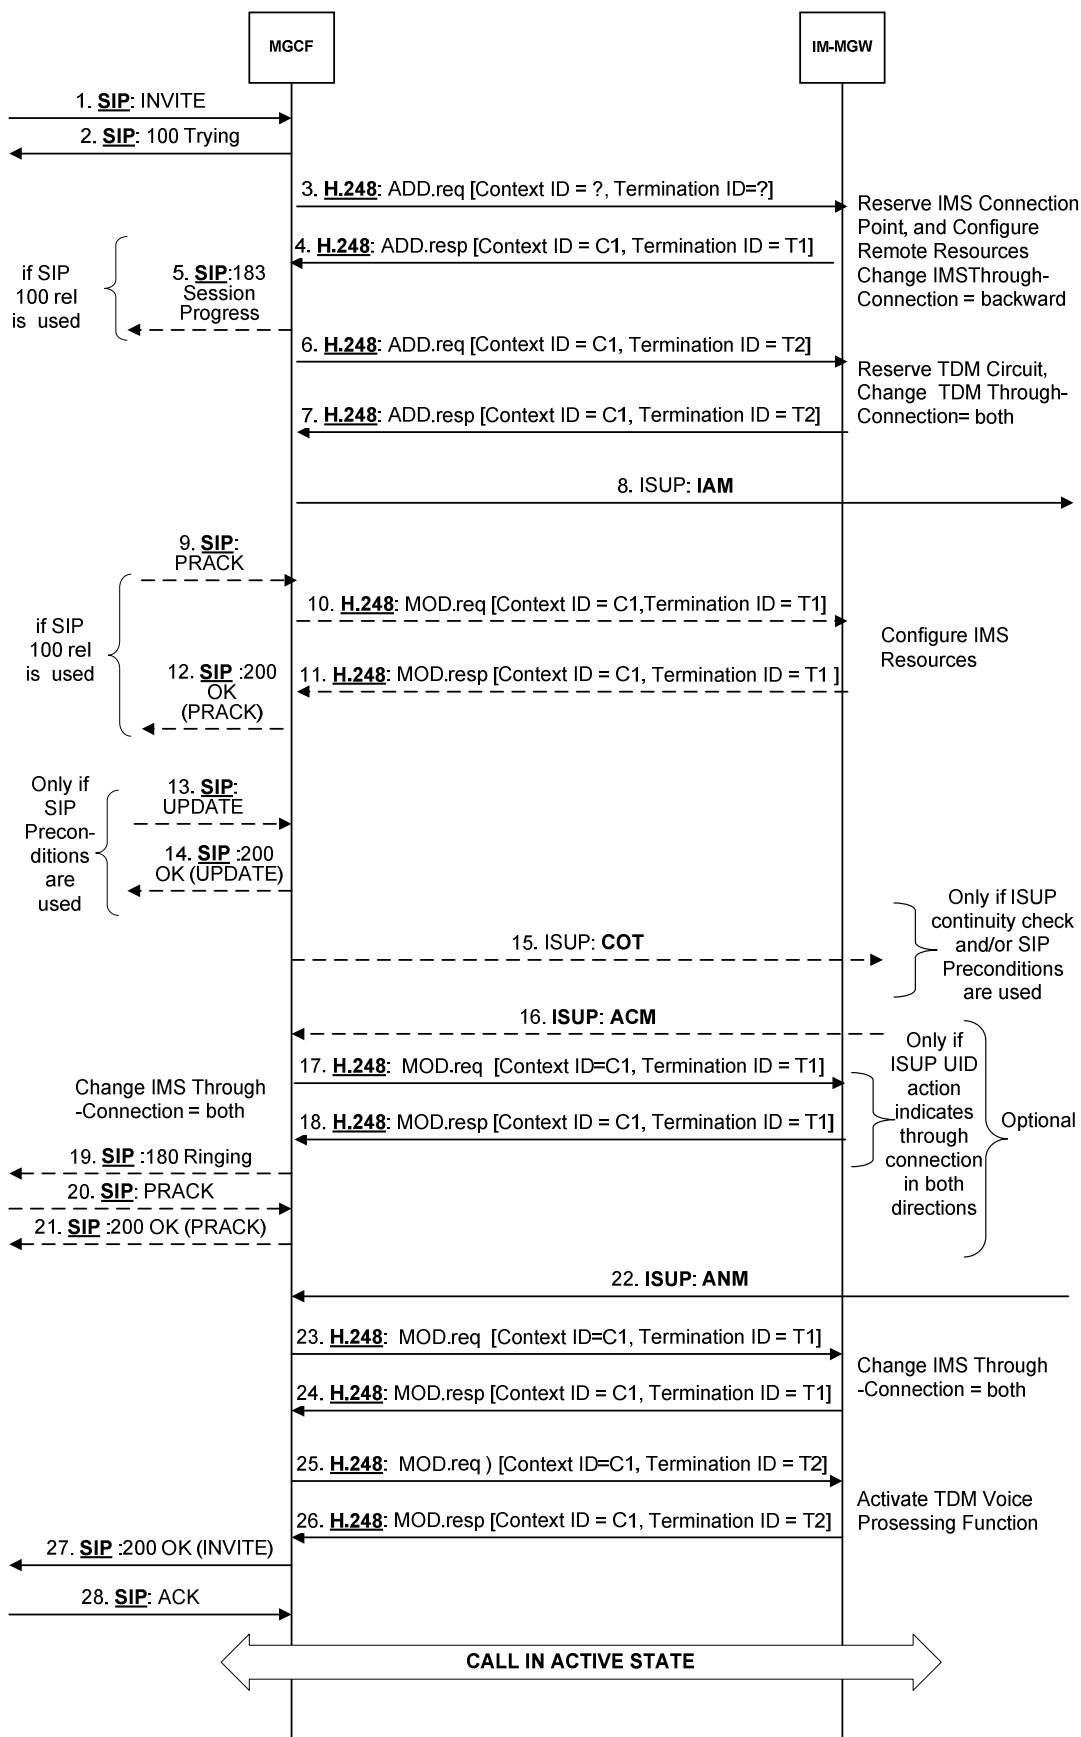 MGCF
IM-MGW
1. SIP: INVITE
2. SIP: 100 Trying
3. H.248: ADD.req [Context ID = ?, Termination ID=?]
Reserve IMS Connection
Point, and Configure
Remote Resources
Change IMSThrough-
Connection = backward
4. H.248: ADD.resp [Context ID = C1, Termination ID = T1]
if SIP
100 rel
is used
5. SIP:183
Session
Progress
6. H.248: ADD.req [Context ID = C1, Termination ID = T2]
Reserve TDM Circuit,
Change TDM Through-
Connection= both
7. H.248: ADD.resp [Context ID = C1, Termination ID = T2]
8. ISUP: IAM
9. SIP:
PRACK
10. H.248: MOD.req [Context ID = C1,Termination ID = T1]
if SIP
100 rel
is used
Configure IMS
Resources
11. H.248: MOD.resp [Context ID = C1, Termination ID = T1 ]
12. SIP :200
OK
(PRACK)
Only if
SIP
Precon-
ditions
are
used
13. SIP:
UPDATE
14. SIP :200
OK (UPDATE)
15. ISUP: COT
Only if ISUP
continuity check
and/or SIP
Preconditions
are used
16. ISUP: ACM
17. H.248: MOD.req [Context ID=C1, Termination ID = T1]
Only if
ISUP UID
action
indicates
through
connection
in both
directions
Optional
Change IMS Through
-Connection = both
18. H.248: MOD.resp [Context ID = C1, Termination ID = T1]
19. SIP :180 Ringing
20. SIP: PRACK
21. SIP :200 OK (PRACK)
22. ISUP: ANM
23. H.248: MOD.req [Context ID=C1, Termination ID = T1]
Change IMS Through
-Connection = both
24. H.248: MOD.resp [Context ID = C1, Termination ID = T1]
25. H.248: MOD.req ) [Context ID=C1, Termination ID = T2]
Activate TDM Voice
Prosessing Function
26. H.248: MOD.resp [Context ID = C1, Termination ID = T2]
27. SIP :200 OK (INVITE)
28. SIP: ACK
CALL IN ACTIVE STATE